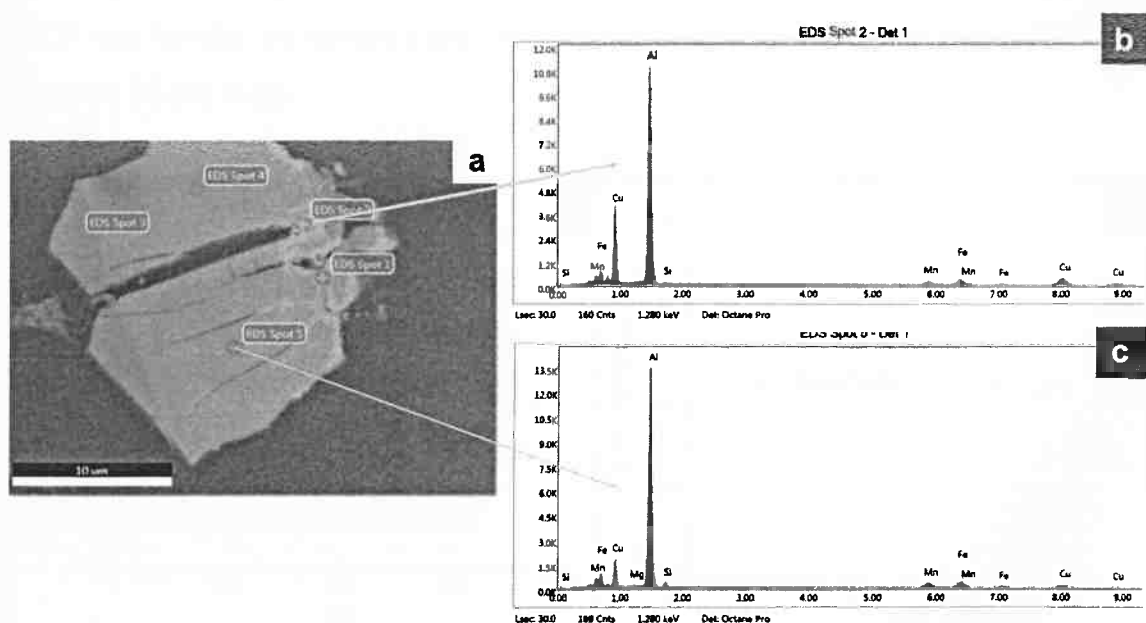 a
EDS Spot 4
EDS Spot 3
EDS Spot
EDS Spot 1
EDS Spot 5
10 um
b
EDS Spot 2 - Det 1
12.0K
10.8K
9.6K
8.4K
7.2K
6.0K
4.8K
3.6K
2.4K
1.2K
0.0K
Al
Cu
Fe
Mn
Si
Si
Mn
Fe
Mn
Fe
Cu
Cu
0.00 1.00 2.00 3.00 4.00 5.00 6.00 7.00 8.00 9.00
Lsec: 30.0 160 Cnts 1.280 keV Det: Octane Pro
c
EDS Spot - Det 1
13.5K
12.0K
10.5K
9.0K
7.5K
6.0K
4.5K
3.0K
1.5K
0.0K
Al
Fe
Cu
Si
Mn
Mg
Si
Mn
Fe
Mn
Fe
Cu
Cu
0.00 1.00 2.00 3.00 4.00 5.00 6.00 7.00 8.00 9.00
Lsec: 30.0 Cnts 1.280 keV Det: Octane Pro